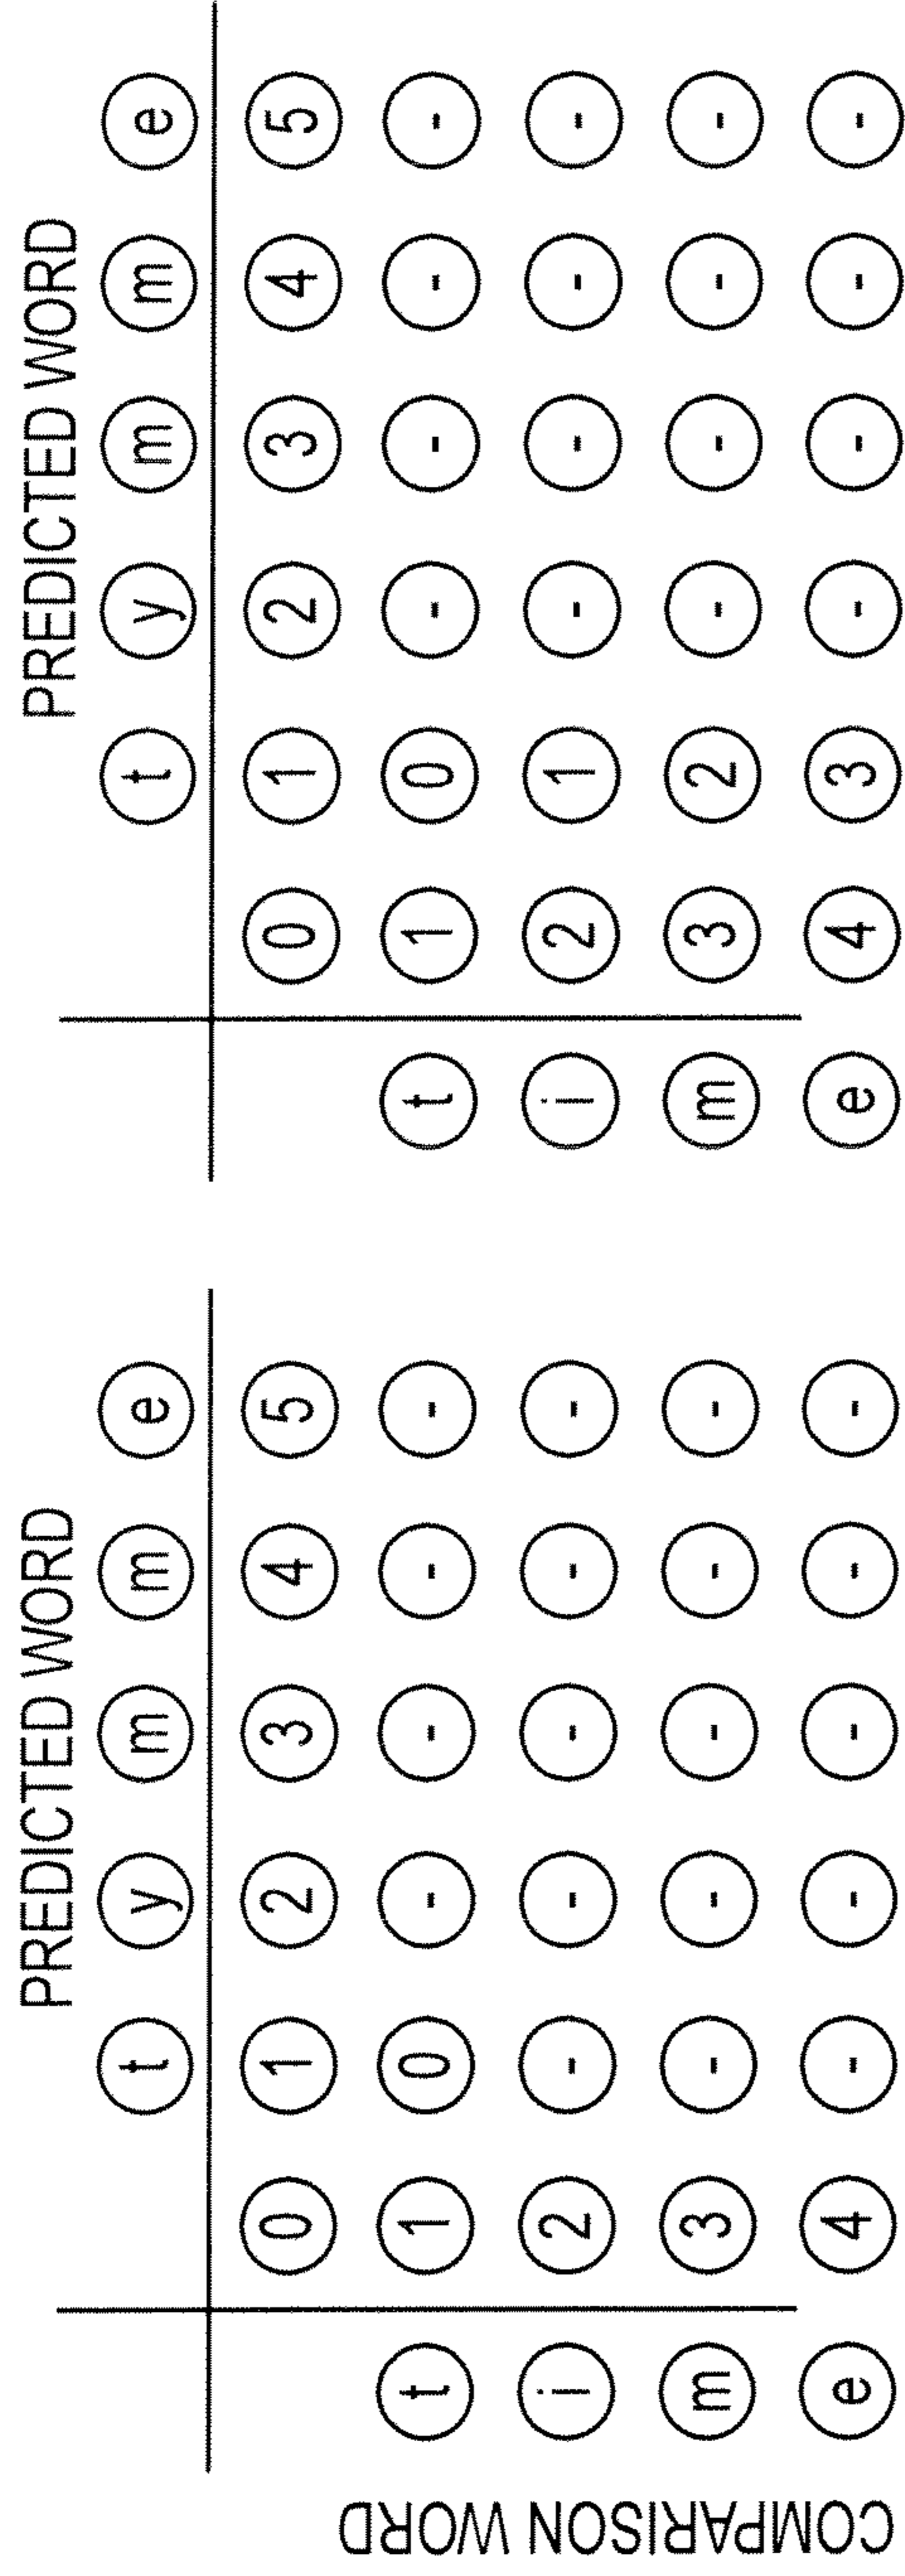 PREDICTED WORD
t y m m e
0 1 2 3 4 5
t 1 0 - - - -
i 2 - - - - -
m 3 - - - - -
e 4 - - - - -
COMPARISON WORD
PREDICTED WORD
t y m m e
0 1 2 3 4 5
t 1 0 - - - -
i 2 1 - - - -
m 3 2 - - - -
e 4 3 - - - -